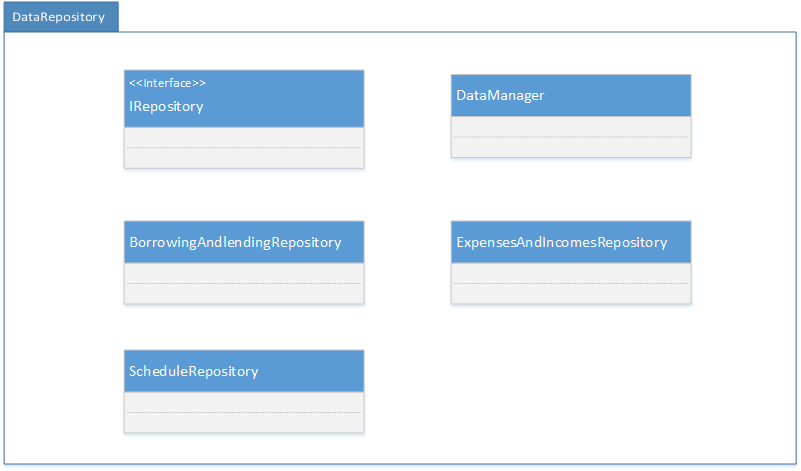 DataRepository
<<Interface>>
IRepository
DataManager
BorrowingAndlendingRepository
ExpensesAndIncomesRepository
ScheduleRepository